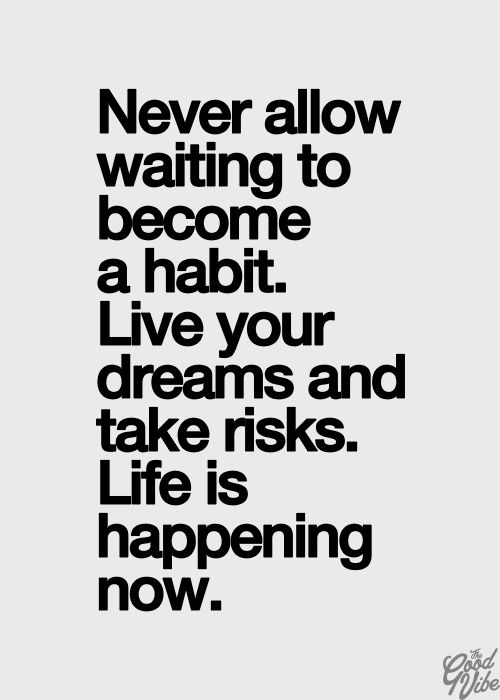 Never allow
waiting to
become
a habit.
Live your
dreams and
take risks.
Life is
happening
now.
The
Good
Vibe